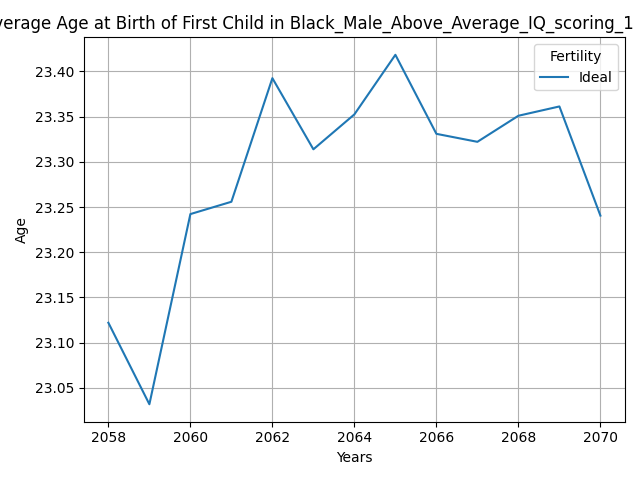 Average Age at Birth of First Child in Black_Male_Above_Average_IQ_scoring_1
Fertility
Ideal
23.40
23.35
23.30
23.25
23.20
23.15
23.10
23.05
Age
2058 2060 2062 2064 2066 2068 2070
Years